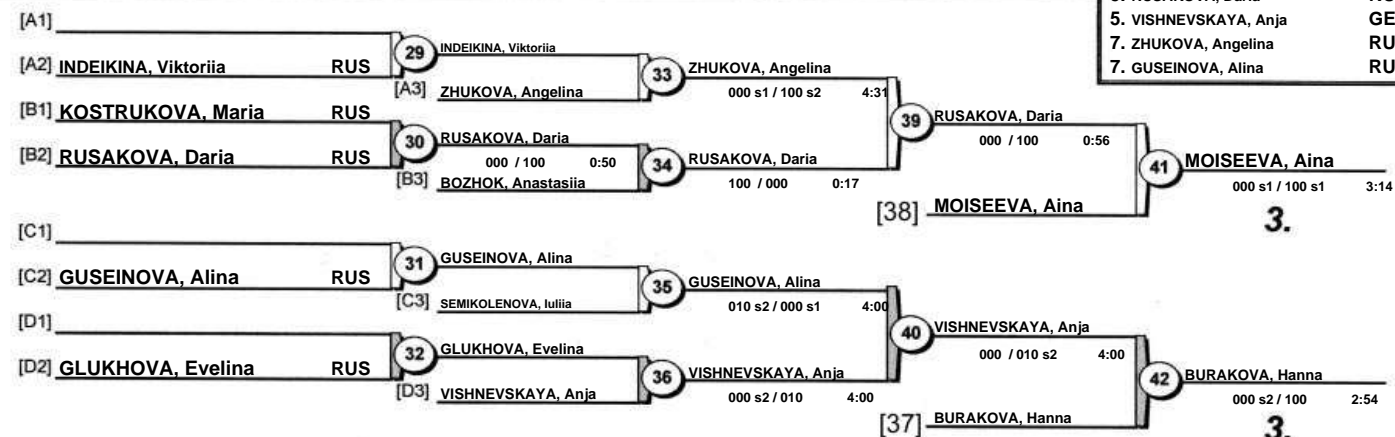 5. VISHNEVSKAYA, Anja GE
7. ZHUKOVA, Angelina RU
7. GUSEINOVA, Alina RU
[A1]
29 INDEIKINA, Viktoriia
[A2] INDEIKINA, Viktoriia RUS
33 ZHUKOVA, Angelina
[A3] ZHUKOVA, Angelina
000 s1 / 100 s2 4:31
[B1] KOSTRUKOVA, Maria RUS
39 RUSAKOVA, Daria
30 RUSAKOVA, Daria
000 / 100 0:56
[B2] RUSAKOVA, Daria RUS
000 / 100 0:50
34 RUSAKOVA, Daria
41 MOISEEVA, Aina
[B3] BOZHOK, Anastasiia
100 / 000 0:17
000 s1 / 100 s1 3:14
[38] MOISEEVA, Aina
3.
[C1]
31 GUSEINOVA, Alina
[C2] GUSEINOVA, Alina RUS
35 GUSEINOVA, Alina
[C3] SEMIKOLENOVA, Iuliia
010 s2 / 000 s1 4:00
[D1]
40 VISHNEVSKAYA, Anja
32 GLUKHOVA, Evelina
000 / 010 s2 4:00
[D2] GLUKHOVA, Evelina RUS
36 VISHNEVSKAYA, Anja
42 BURAKOVA, Hanna
[D3] VISHNEVSKAYA, Anja
000 s2 / 010 4:00
000 s2 / 100 2:54
[37] BURAKOVA, Hanna
3.